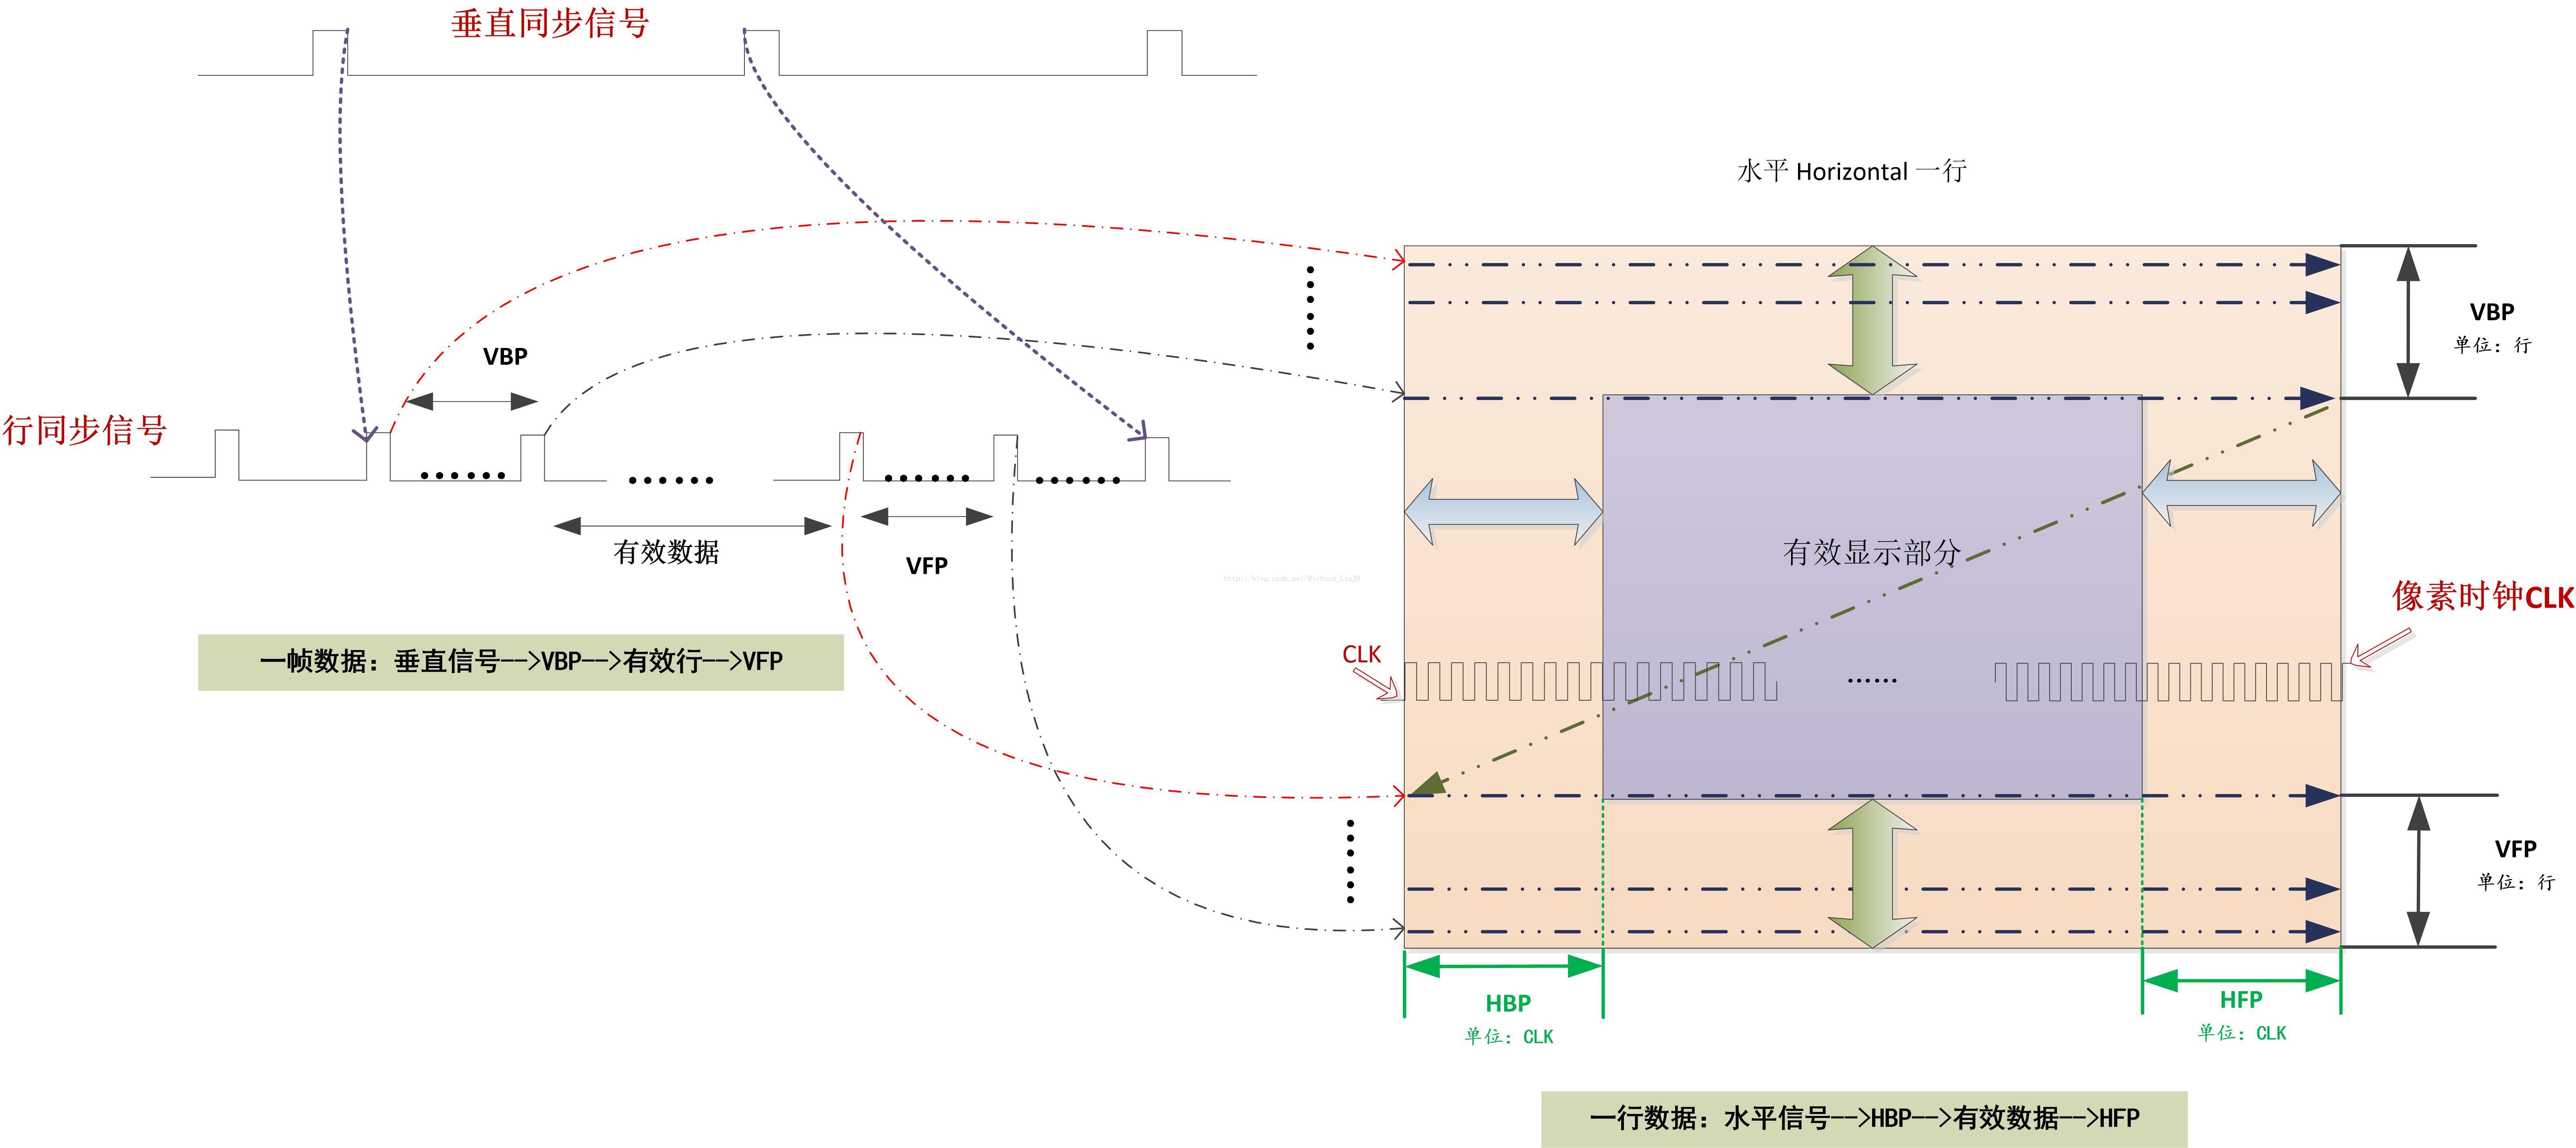 垂直同步信号
水平 Horizontal 一行
VBP
单位：行
VBP
行同步信号
有效数据
VFP
有效显示部分
像素时钟CLK
CLK
一帧数据：垂直信号-->VBP-->有效行-->VFP
VFP
单位：行
HBP
单位：CLK
HFP
单位：CLK
一行数据：水平信号-->HBP-->有效数据-->HFP